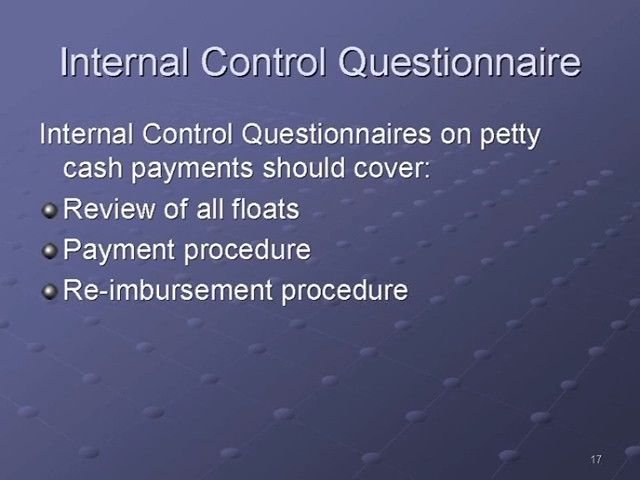 Internal Control Questionnaire
Internal Control Questionnaires on petty
cash payments should cover:
Review of all floats
Payment procedure
Re-imbursement procedure
17